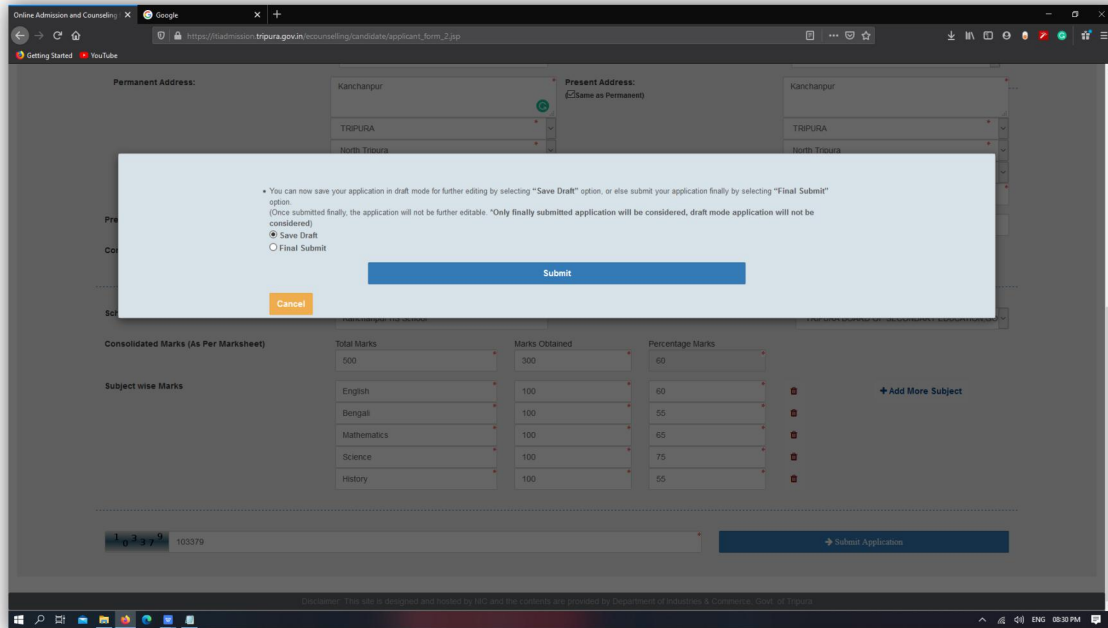 Online Admission and Counseling
Google
https://itiadmission.tripura.gov.in/ecounselling/candidate/applicant_form_2.jsp
Getting Started YouTube
Permanent Address: Kanchanpur * Present Address: Kanchanpur
(Same as Permanent)
TRIPURA * TRIPURA *
North Tripura * North Tripura *
• You can now save your application in draft mode for further editing by selecting "Save Draft" option, or else submit your application finally by selecting "Final Submit"
option.
(Once submitted finally, the application will not be further editable. *Only finally submitted application will be considered, draft mode application will not be
considered)
Save Draft
Final Submit
Submit
Cancel
Consolidated Marks (As Per Marksheet) Total Marks Marks Obtained Percentage Marks
500 * 300 * 60
Subject wise Marks English * 100 * 60 * + Add More Subject
Bengali * 100 * 55 *
Mathematics * 100 * 65 *
Science * 100 * 75 *
History * 100 * 55 *
103379 103379 * → Submit Application
Disclaimer: This site is designed and hosted by NIC and the contents are provided by Department of Industries & Commerce, Govt. of Tripura
ENG 08:30 PM